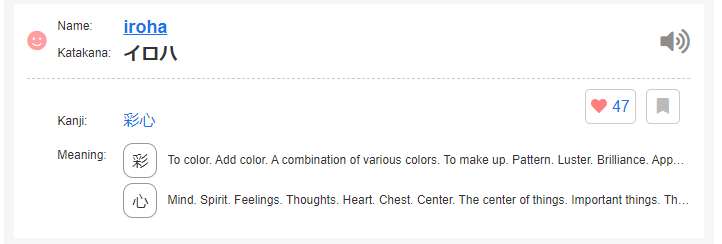 Name: iroha
Katakana: イロハ
47
Kanji: 彩心
Meaning: 彩 To color. Add color. A combination of various colors. To make up. Pattern. Luster. Brilliance. App…
心 Mind. Spirit. Feelings. Thoughts. Heart. Chest. Center. The center of things. Important things. Th…